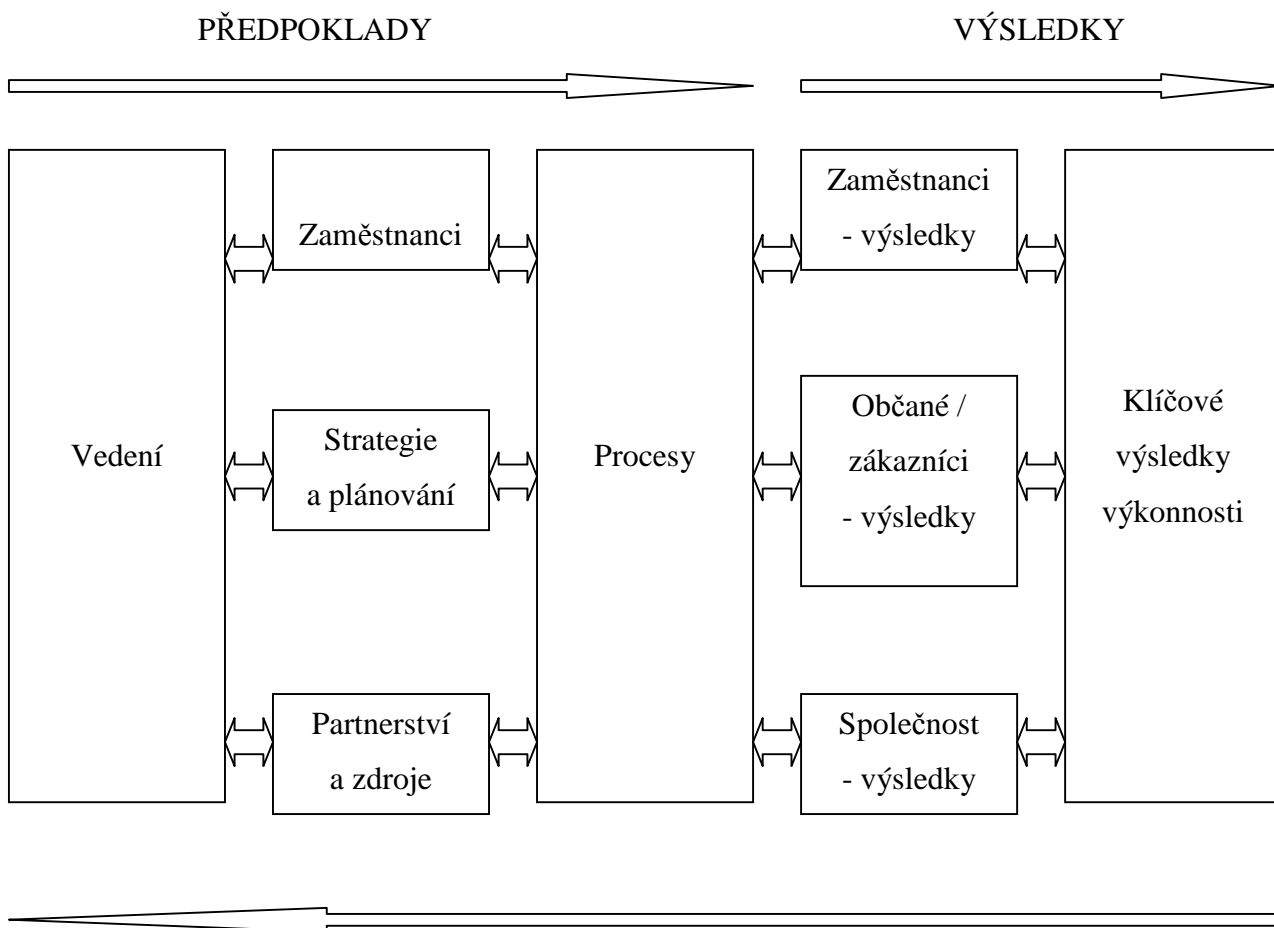 PŘEDPOKLADY
VÝSLEDKY
Vedení
Zaměstnanci
Strategie
a plánování
Partnerství
a zdroje
Procesy
Zaměstnanci
- výsledky
Občané /
zákazníci
- výsledky
Společnost
- výsledky
Klíčové
výsledky
výkonnosti